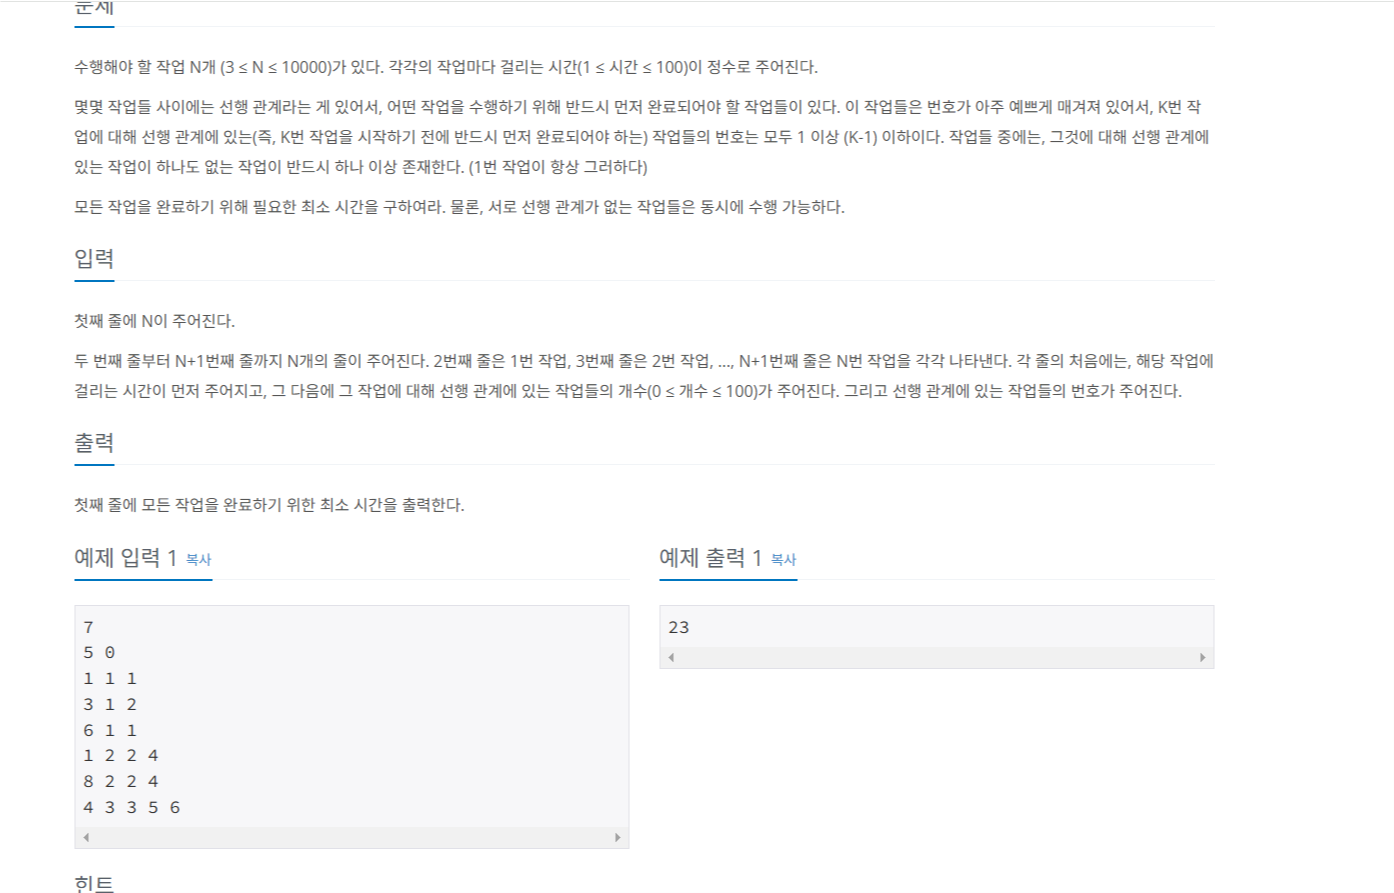 문제
수행해야 할 작업 N개 (3 ≤ N ≤ 10000)가 있다. 각각의 작업마다 걸리는 시간(1 ≤ 시간 ≤ 100)이 정수로 주어진다.
몇몇 작업들 사이에는 선행 관계라는 게 있어서, 어떤 작업을 수행하기 위해 반드시 먼저 완료되어야 할 작업들이 있다. 이 작업들은 번호가 아주 예쁘게 매겨져 있어서, K번 작
업에 대해 선행 관계에 있는(즉, K번 작업을 시작하기 전에 반드시 먼저 완료되어야 하는) 작업들의 번호는 모두 1 이상 (K-1) 이하이다. 작업들 중에는, 그것에 대해 선행 관계에
있는 작업이 하나도 없는 작업이 반드시 하나 이상 존재한다. (1번 작업이 항상 그러하다)
모든 작업을 완료하기 위해 필요한 최소 시간을 구하여라. 물론, 서로 선행 관계가 없는 작업들은 동시에 수행 가능하다.
입력
첫째 줄에 N이 주어진다.
두 번째 줄부터 N+1번째 줄까지 N개의 줄이 주어진다. 2번째 줄은 1번 작업, 3번째 줄은 2번 작업, ..., N+1번째 줄은 N번 작업을 각각 나타낸다. 각 줄의 처음에는, 해당 작업에
걸리는 시간이 먼저 주어지고, 그 다음에 그 작업에 대해 선행 관계에 있는 작업들의 개수(0 ≤ 개수 ≤ 100)가 주어진다. 그리고 선행 관계에 있는 작업들의 번호가 주어진다.
출력
첫째 줄에 모든 작업을 완료하기 위한 최소 시간을 출력한다.
예제 입력 1 복사
7
5 0
1 1 1
3 1 2
6 1 1
1 2 2 4
8 2 2 4
4 3 3 5 6
예제 출력 1 복사
23
힌트